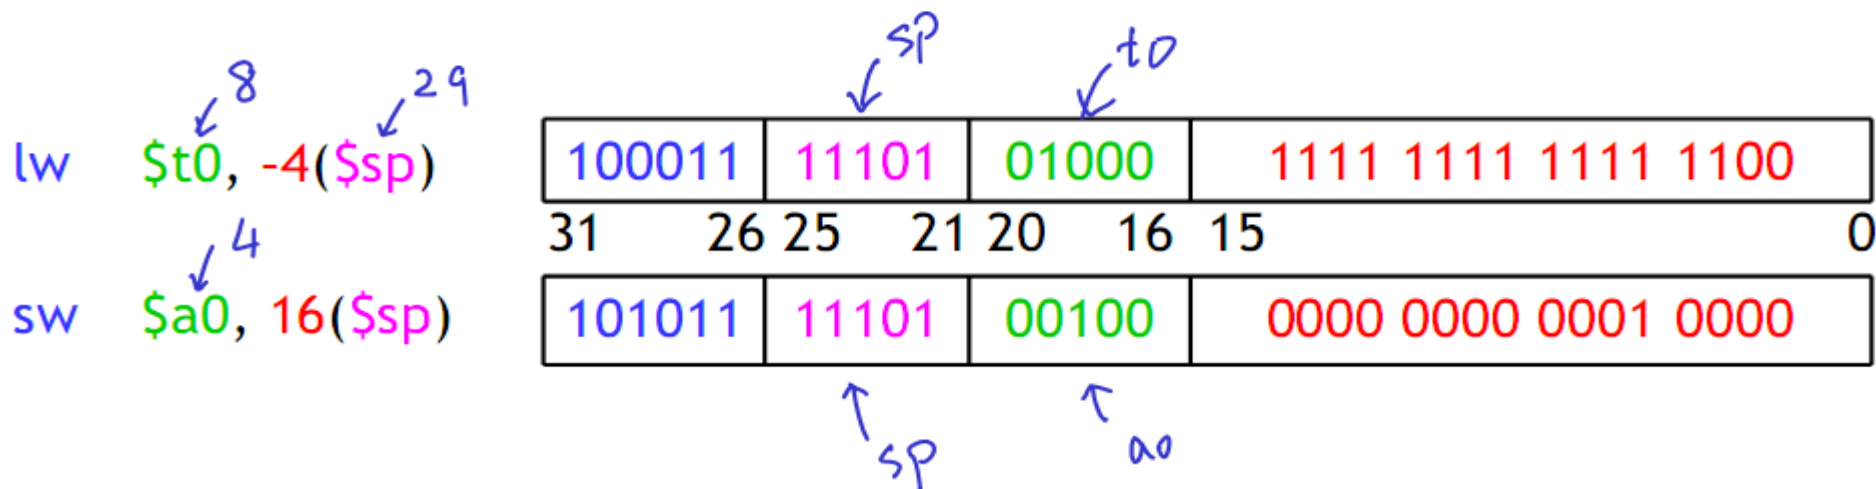 sp t0
8 29
lw $t0, -4($sp) 100011 11101 01000 1111 1111 1111 1100
31 26 25 21 20 16 15 0
4
sw $a0, 16($sp) 101011 11101 00100 0000 0000 0001 0000
sp a0